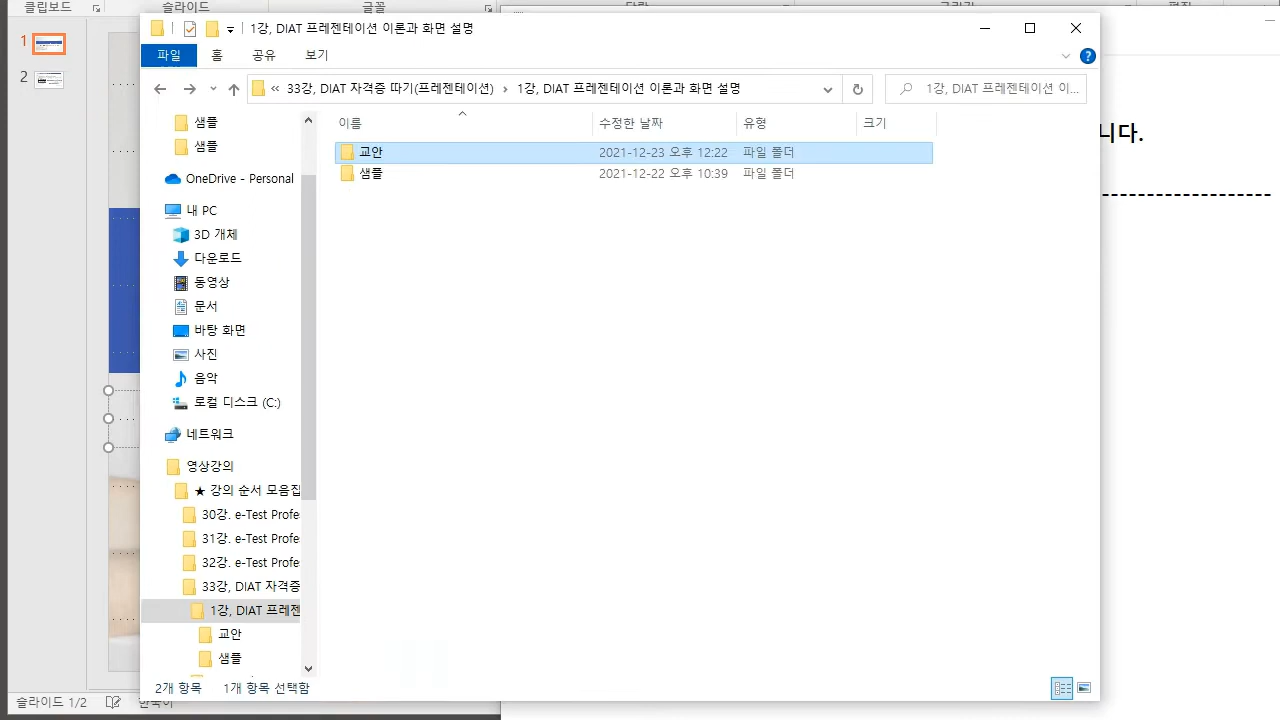 클립보드
슬라이드
글꼴
1강, DIAT 프레젠테이션 이론과 화면 설명
파일
홈
공유
보기
« 33강, DIAT 자격증 따기(프레젠테이션) › 1강, DIAT 프레젠테이션 이론과 화면 설명
1강, DIAT 프레젠테이션 이...
이름
수정한 날짜
유형
크기
교안
2021-12-23 오후 12:22
파일 폴더
샘플
2021-12-22 오후 10:39
파일 폴더
샘플
샘플
OneDrive - Personal
내 PC
3D 개체
다운로드
동영상
문서
바탕 화면
사진
음악
로컬 디스크 (C:)
네트워크
영상강의
★ 강의 순서 모음집
30강. e-Test Profe
31강. e-Test Profe
32강. e-Test Profe
33강, DIAT 자격증
1강, DIAT 프레젠
교안
샘플
2개 항목
1개 항목 선택함
1
2
니다.
슬라이드 1/2
한국어